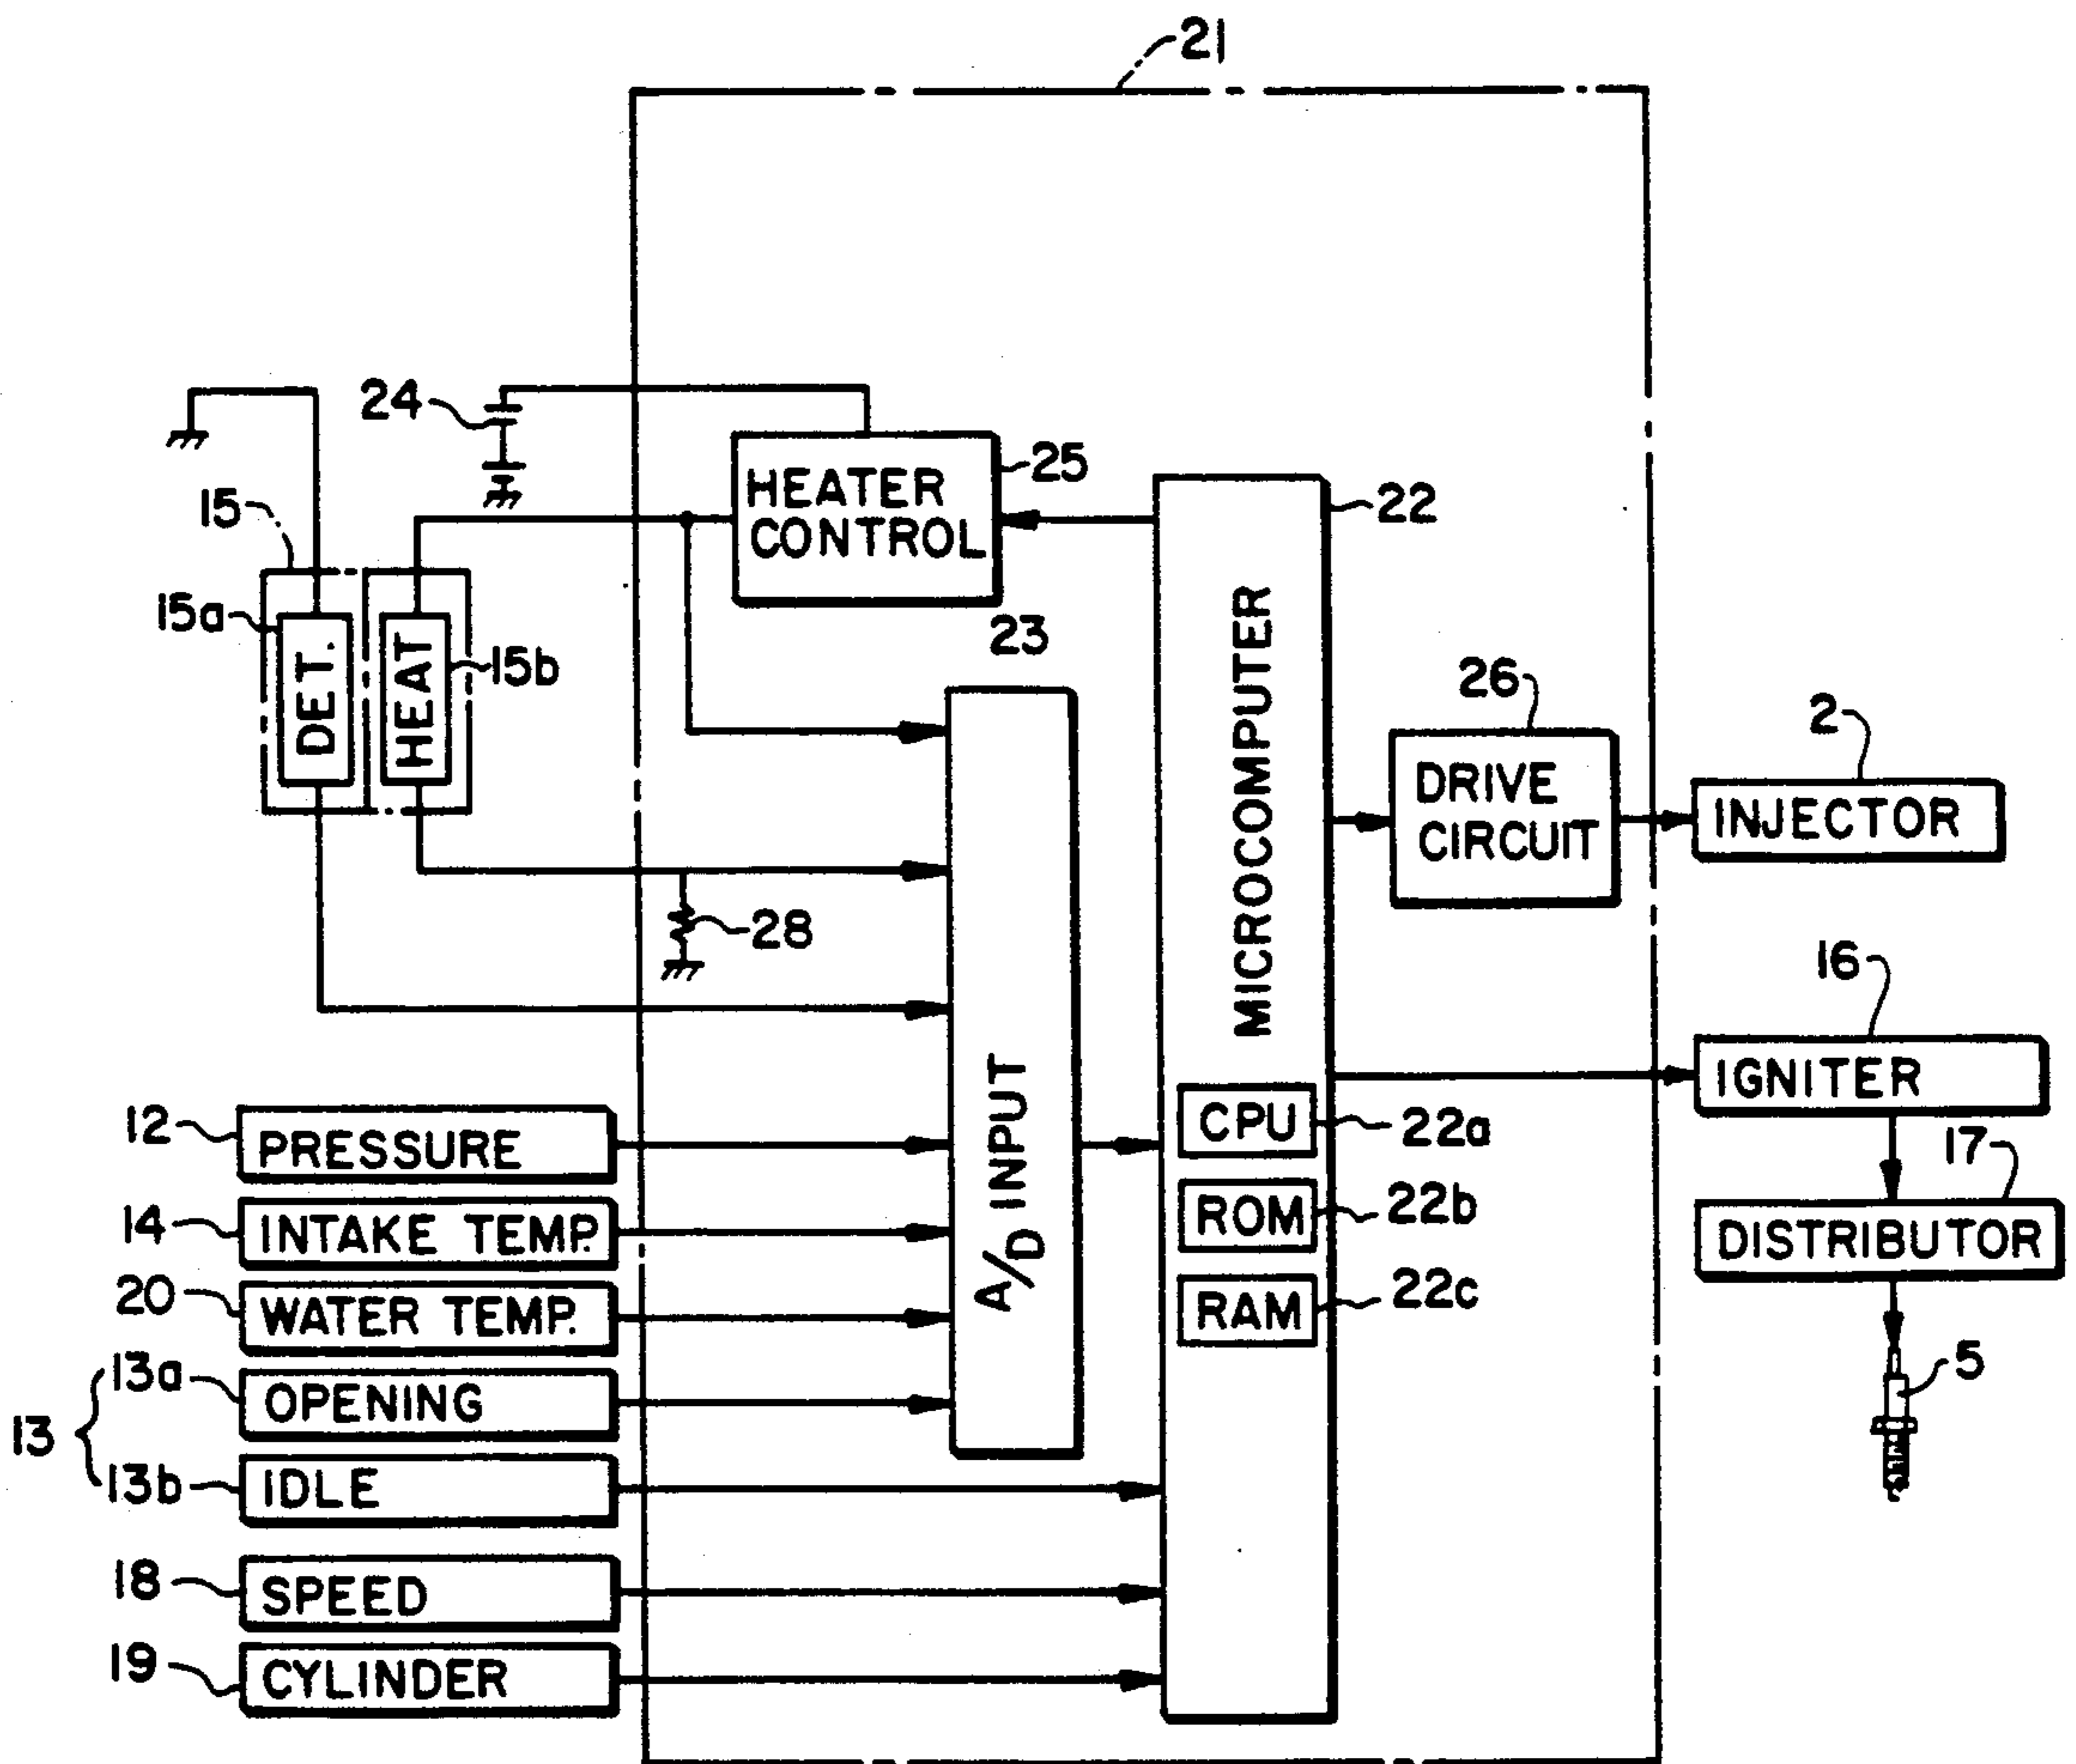 21
24
HEATER
CONTROL
25
22
15
15a
DET.
HEAT
15b
23
MICROCOMPUTER
26
DRIVE
CIRCUIT
2
INJECTOR
28
16
IGNITER
A/D INPUT
12
PRESSURE
CPU
22a
17
14
INTAKE TEMP.
ROM
22b
DISTRIBUTOR
20
WATER TEMP.
RAM
22c
13
13a
OPENING
5
13b
IDLE
18
SPEED
19
CYLINDER